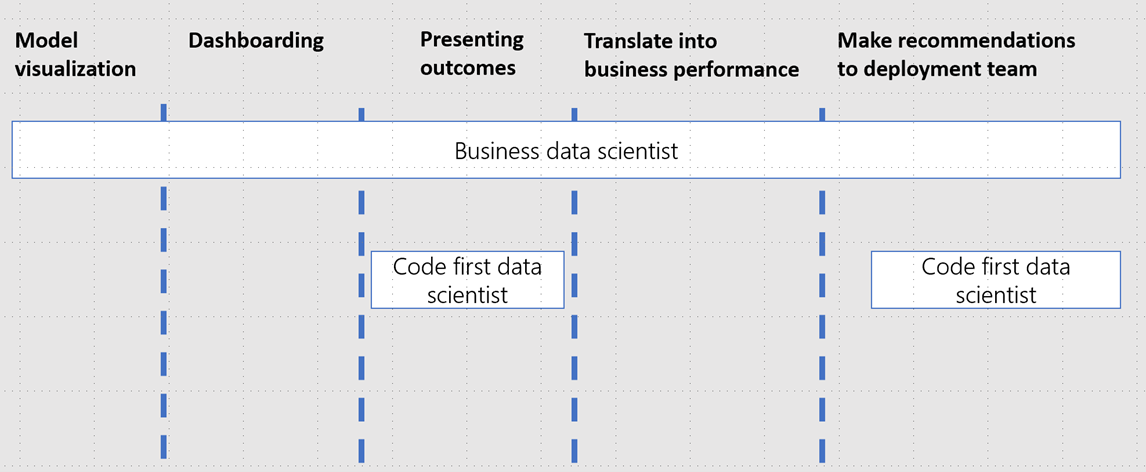 Model
visualization
Dashboarding
Presenting
outcomes
Translate into
business performance
Make recommendations
to deployment team
Business data scientist
Code first data
scientist
Code first data
scientist